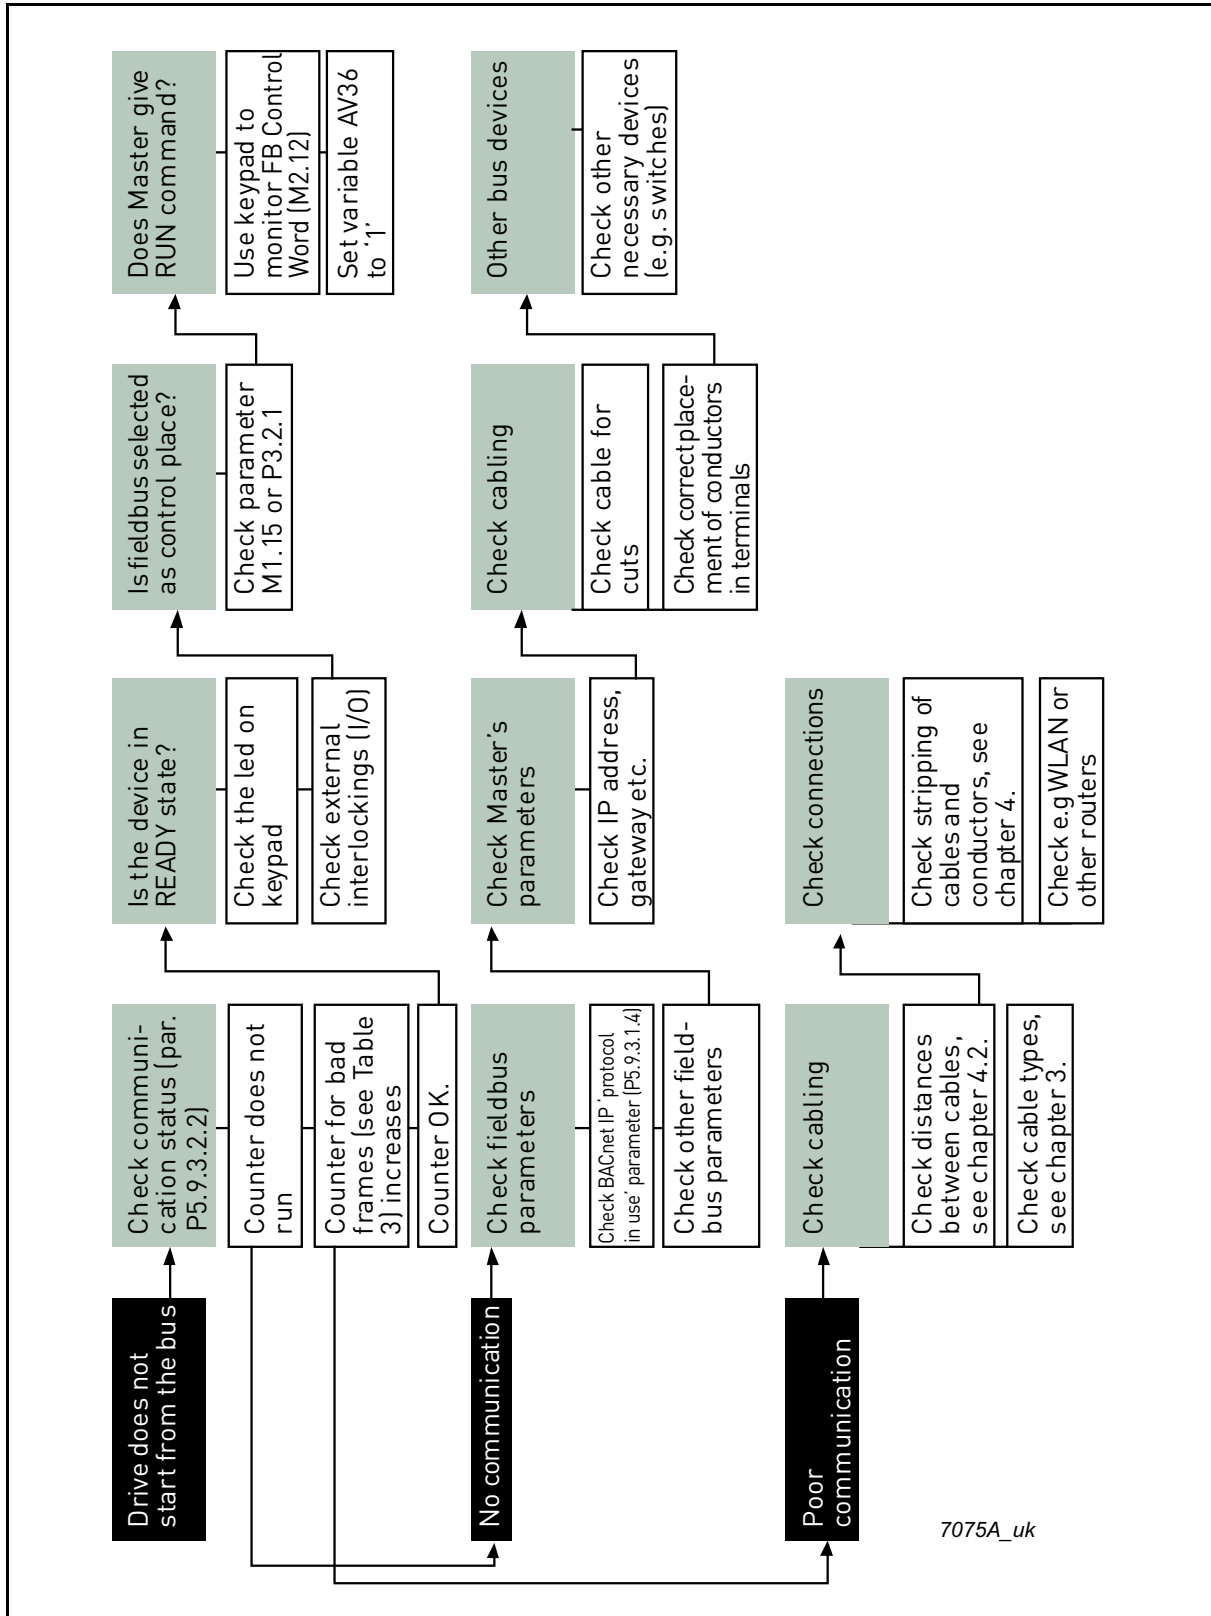 Drive does not
start from the bus
Check communi-
cation status (par.
P5.9.3.2.2)
Counter does not
run
Counter for bad
frames (see Table
3) increases
Counter OK.
Is the device in
READY state?
Check the led on
keypad
Check external
interlockings (I/O)
Is fieldbus selected
as control place?
Check parameter
M1.15 or P3.2.1
Does Master give
RUN command?
Use keypad to
monitor FB Control
Word (M2.12)
Set variable AV36
to '1'
No communication
Check fieldbus
parameters
Check BACnet IP 'protocol
in use' parameter (P5.9.3.1.4)
Check other field-
bus parameters
Check Master's
parameters
Check IP address,
gateway etc.
Check cabling
Check cable for
cuts
Check correct place-
ment of conductors
in terminals
Other bus devices
Check other
necessary devices
(e.g. switches)
Poor
communication
Check cabling
Check distances
between cables,
see chapter 4.2.
Check cable types,
see chapter 3.
Check connections
Check stripping of
cables and
conductors, see
chapter 4.
Check e.g WLAN or
other routers
7075A_uk